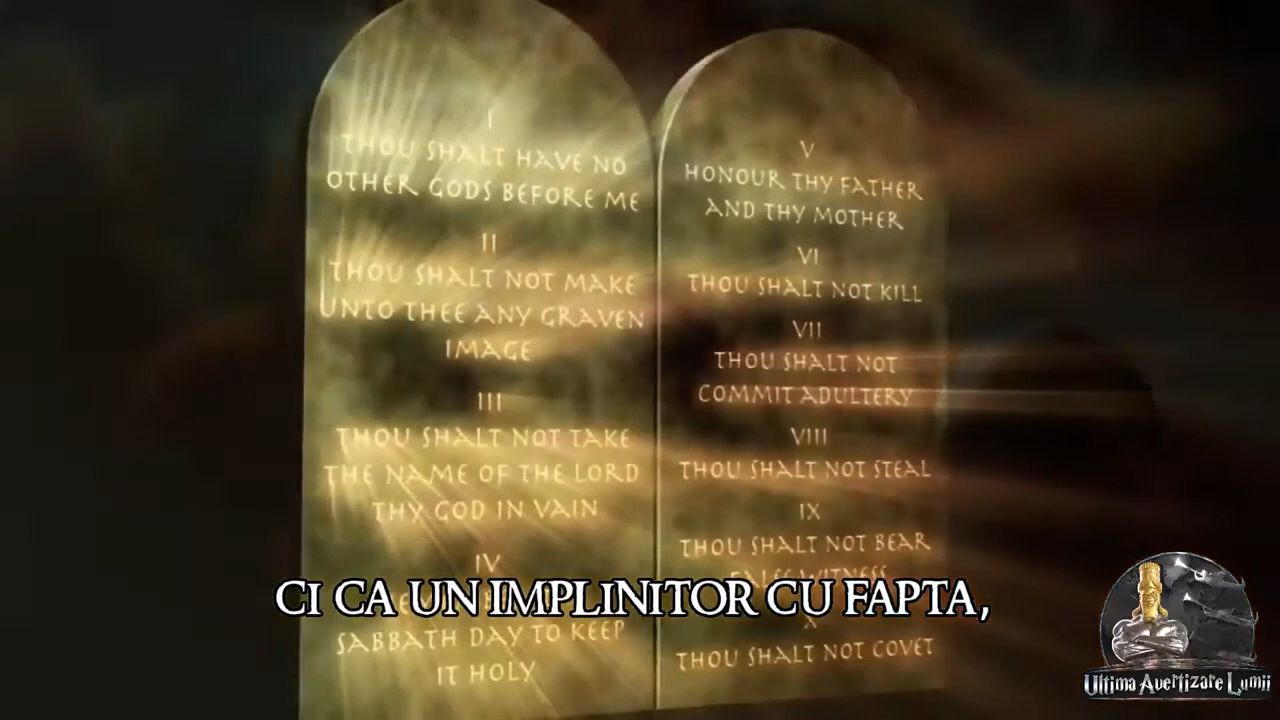 I
THOU SHALT HAVE NO
OTHER GODS BEFORE ME
II
THOU SHALT NOT MAKE
UNTO THEE ANY GRAVEN
IMAGE
III
THOU SHALT NOT TAKE
THE NAME OF THE LORD
THY GOD IN VAIN
IV
SABBATH DAY TO KEEP
IT HOLY
V
HONOUR THY FATHER
AND THY MOTHER
VI
THOU SHALT NOT KILL
VII
THOU SHALT NOT
COMMIT ADULTERY
VIII
THOU SHALT NOT STEAL
IX
THOU SHALT NOT BEAR
FALSE WITNESS
X
THOU SHALT NOT COVET
CI CA UN IMPLINITOR CU FAPTA,
Ultima Avertizare Lumii